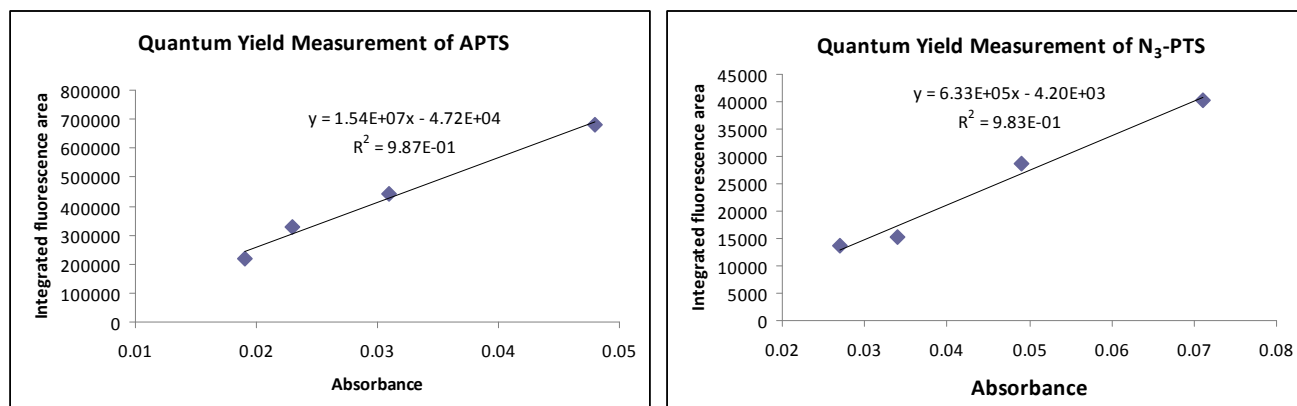 Quantum Yield Measurement of APTS
800000
700000
600000
500000
400000
300000
200000
100000
0
Integrated fluorescence area
y = 1.54E+07x - 4.72E+04
R² = 9.87E-01
0.01 0.02 0.03 0.04 0.05
Absorbance
Quantum Yield Measurement of N₃-PTS
45000
40000
35000
30000
25000
20000
15000
10000
5000
0
Integrated fluorescence area
y = 6.33E+05x - 4.20E+03
R² = 9.83E-01
0.02 0.03 0.04 0.05 0.06 0.07 0.08
Absorbance